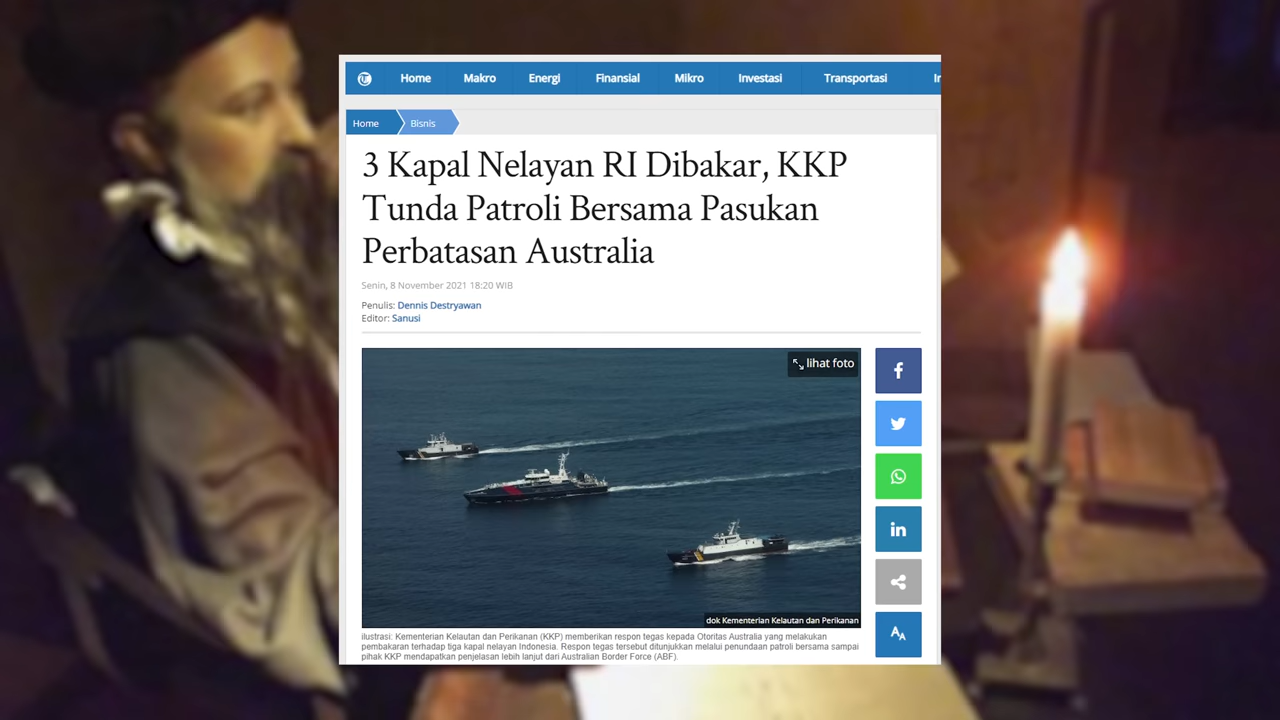 Home Makro Energi Finansial Mikro Investasi Transportasi
Home Bisnis
3 Kapal Nelayan RI Dibakar, KKP
Tunda Patroli Bersama Pasukan
Perbatasan Australia
Senin, 8 November 2021 18:20 WIB
Penulis: Dennis Destryawan
Editor: Sanusi
lihat foto
dok Kementerian Kelautan dan Perikanan
ilustrasi: Kementerian Kelautan dan Perikanan (KKP) memberikan respon tegas kepada Otoritas Australia yang melakukan
pembakaran terhadap tiga kapal nelayan Indonesia. Respon tegas tersebut ditunjukkan melalui penundaan patroli bersama sampai
pihak KKP mendapatkan penjelasan lebih lanjut dari Australian Border Force (ABF).